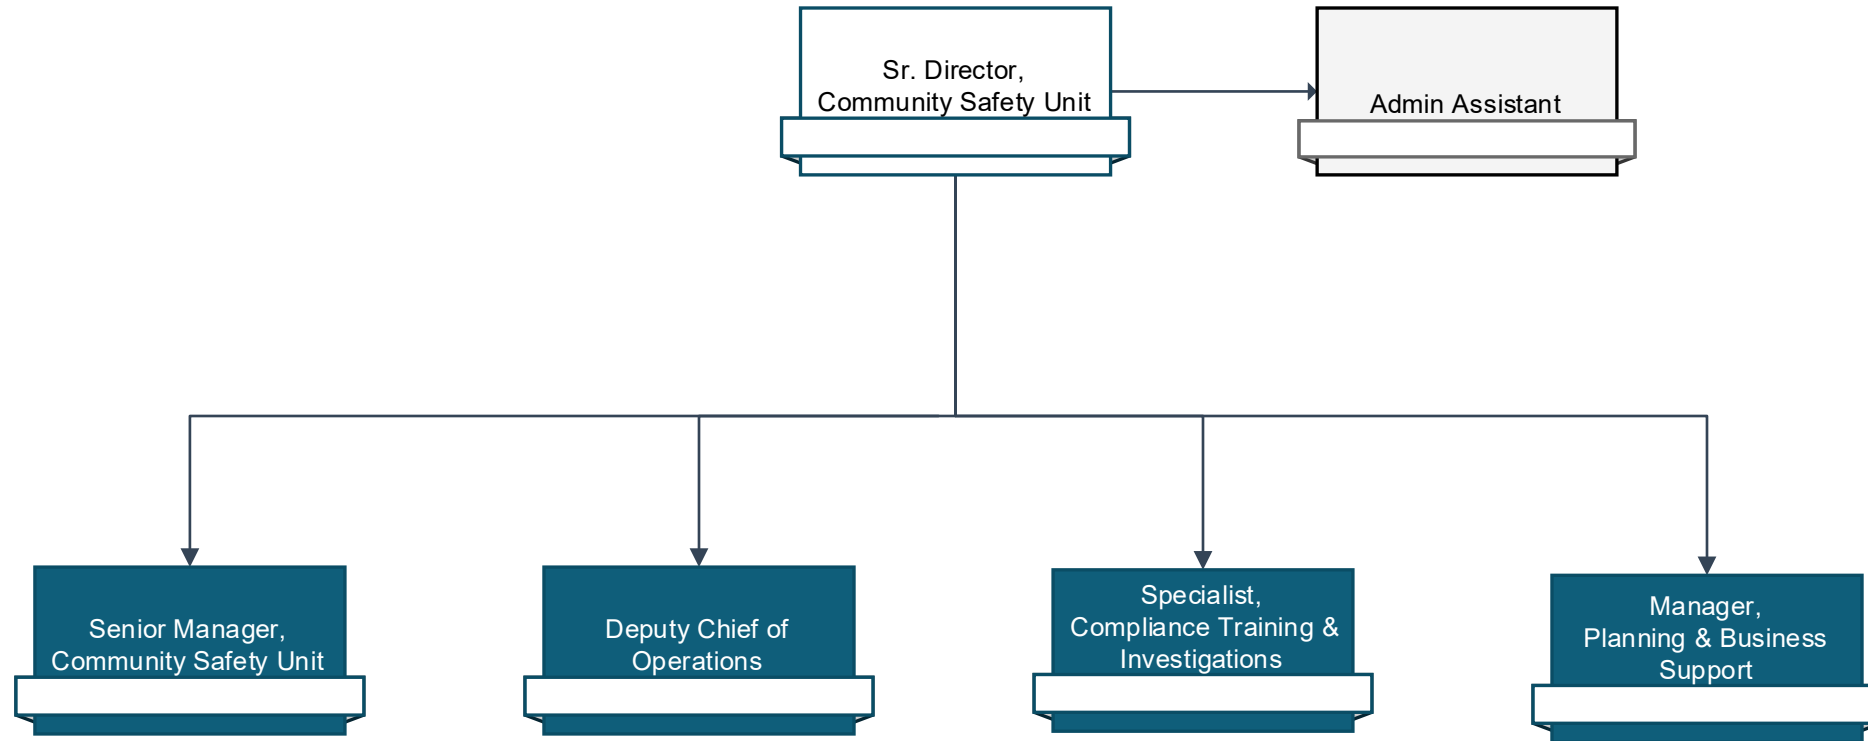 Sr. Director,
Community Safety Unit
Admin Assistant
Senior Manager,
Community Safety Unit
Deputy Chief of
Operations
Specialist,
Compliance Training &
Investigations
Manager,
Planning & Business
Support